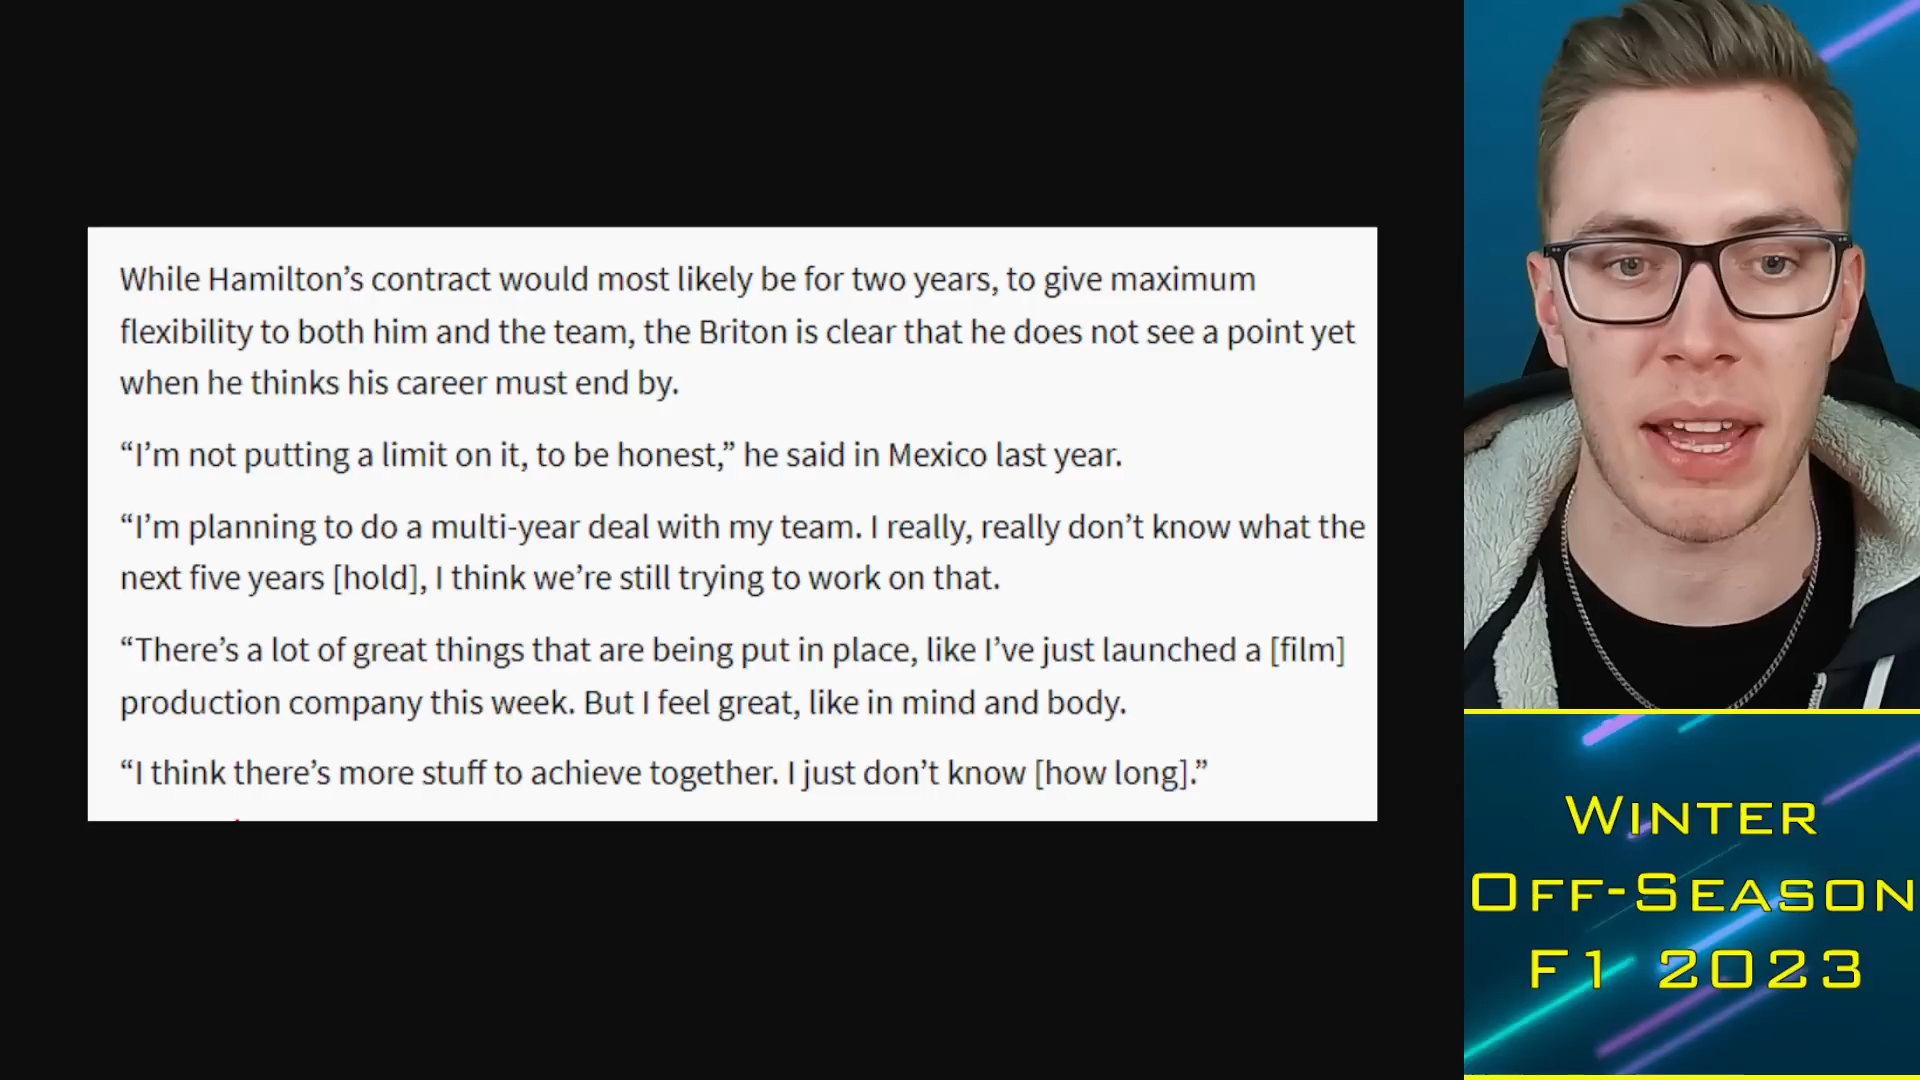 While Hamilton’s contract would most likely be for two years, to give maximum
flexibility to both him and the team, the Briton is clear that he does not see a point yet
when he thinks his career must end by.
“I’m not putting a limit on it, to be honest,” he said in Mexico last year.
“I’m planning to do a multi-year deal with my team. I really, really don’t know what the
next five years [hold], I think we’re still trying to work on that.
“There’s a lot of great things that are being put in place, like I’ve just launched a [film]
production company this week. But I feel great, like in mind and body.
“I think there’s more stuff to achieve together. I just don’t know [how long].”
Winter
Off-Season
F1 2023